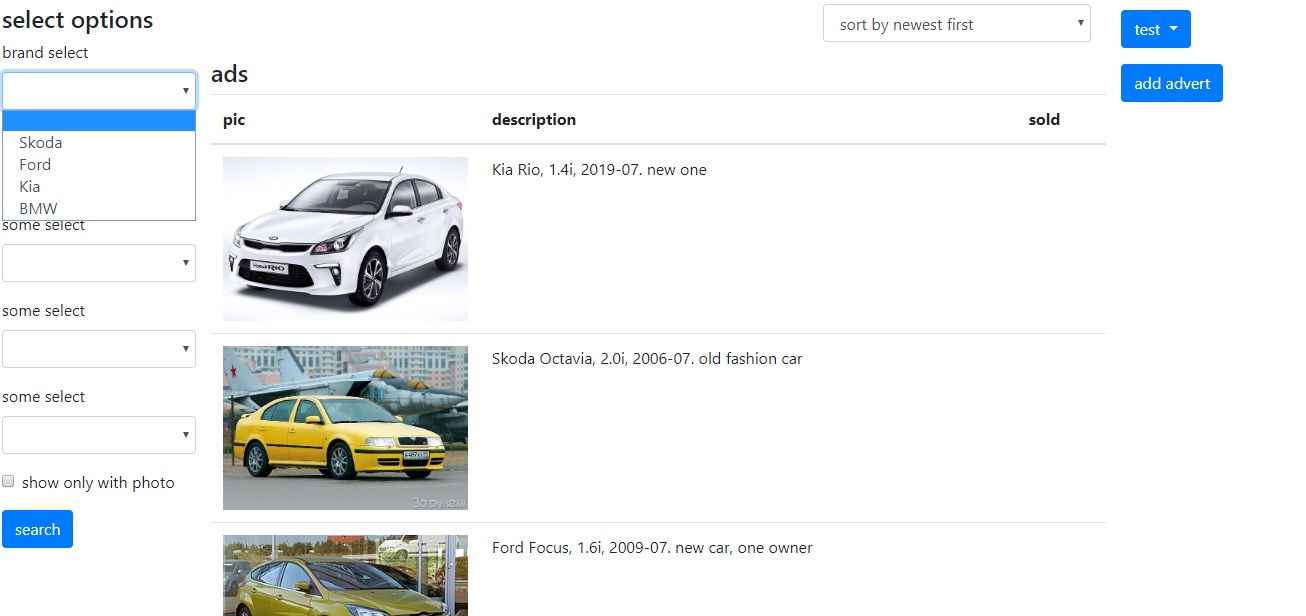 select options
brand select
Skoda
Ford
Kia
BMW
some select
some select
some select
show only with photo
search
sort by newest first
test
add advert
ads
pic description sold
Kia Rio, 1.4i, 2019-07. new one
RIO
Skoda Octavia, 2.0i, 2006-07. old fashion car
За рулем
Ford Focus, 1.6i, 2009-07. new car, one owner